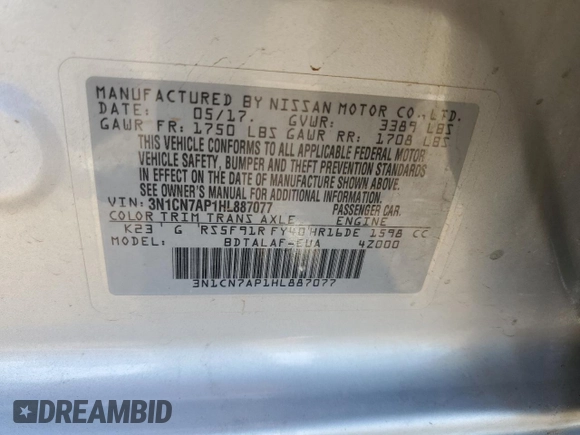 MANUFACTURED BY NISSAN MOTOR CO., LTD.
DATE: 05/17. GVWR: 3389 LBS
GAWR FR: 1750 LBS GAWR RR: 1708 LBS
THIS VEHICLE CONFORMS TO ALL APPLICABLE FEDERAL MOTOR
VEHICLE SAFETY, BUMPER AND THEFT PREVENTION STANDARDS
IN EFFECT ON THE DATE OF MANUFACTURE SHOWN ABOVE.
SEE OWNER'S MANUAL FOR ADDITIONAL INFORMATION.
VIN: 3N1CN7AP1HL887077 PASSENGER CAR
COLOR TRIM TRANS AXLE ENGINE
K23 G RS5F91R FY40 HR16DE 1598 CC
MODEL: BDTALAF-EUA 4Z000
3N1CN7AP1HL887077
DREAMBID